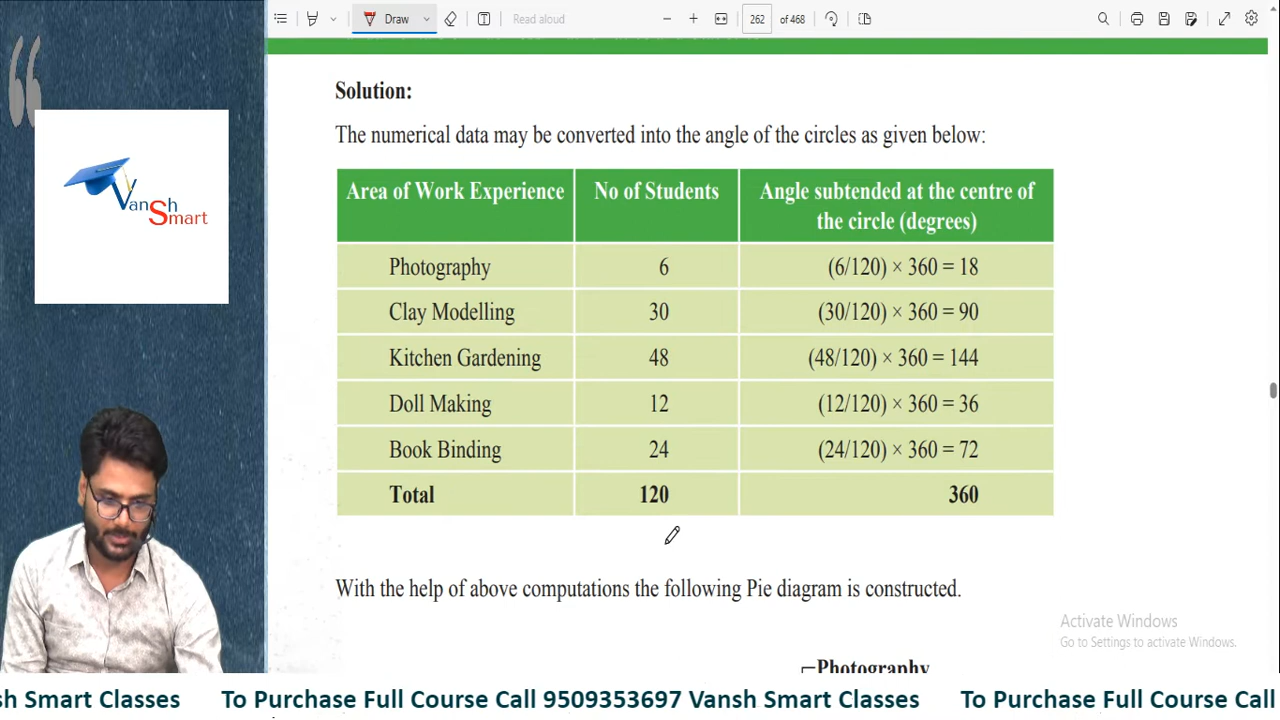 Draw
Read aloud
262 of 468
Solution:
The numerical data may be converted into the angle of the circles as given below:
Area of Work Experience No of Students Angle subtended at the centre of the circle (degrees)
Photography 6 (6/120) × 360 = 18
Clay Modelling 30 (30/120) × 360 = 90
Kitchen Gardening 48 (48/120) × 360 = 144
Doll Making 12 (12/120) × 360 = 36
Book Binding 24 (24/120) × 360 = 72
Total 120 360
With the help of above computations the following Pie diagram is constructed.
Photography
Vansh
Smart
Activate Windows
Go to Settings to activate Windows.
sh Smart Classes To Purchase Full Course Call 9509353697 Vansh Smart Classes To Purchase Full Course Call